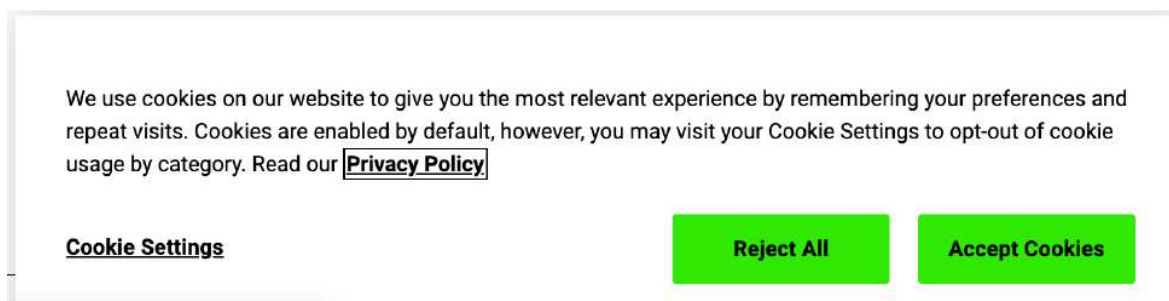 We use cookies on our website to give you the most relevant experience by remembering your preferences and
repeat visits. Cookies are enabled by default, however, you may visit your Cookie Settings to opt-out of cookie
usage by category. Read our Privacy Policy
Cookie Settings
Reject All
Accept Cookies